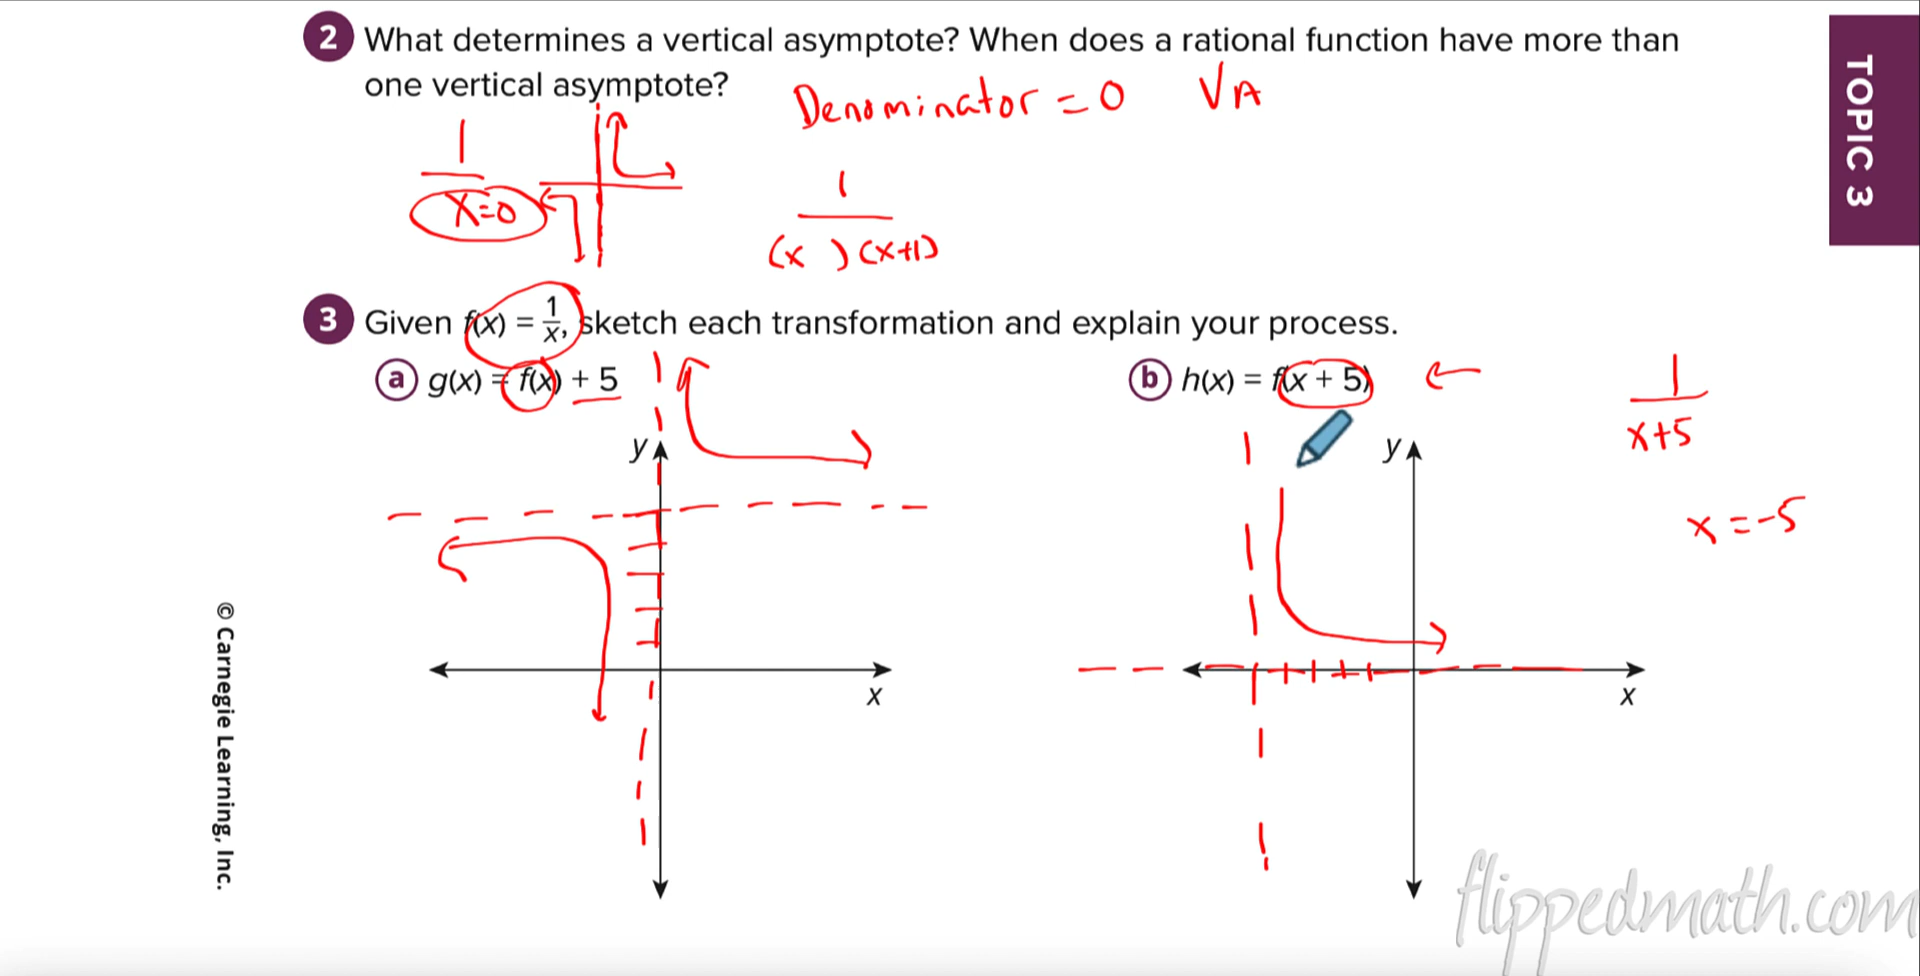 2 What determines a vertical asymptote? When does a rational function have more than
one vertical asymptote?
Denominator = 0 VA
1
x=0
1
(x ) (x+1)
3 Given f(x) = 1/x, sketch each transformation and explain your process.
a g(x) = f(x) + 5
b h(x) = f(x + 5)
1
x+5
x = -5
y
x
y
x
TOPIC 3
© Carnegie Learning, Inc.
flippedmath.com